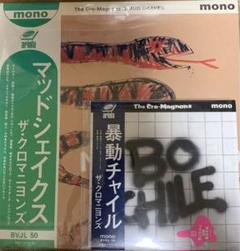 mono
The Cro-Magnons
マッドシェイクス
ザ・クロマニヨンズ
BVJL 50
ariola
The Cro-Magnons
mono
暴動チャイル
ザ・クロマニヨンズ
mono
BO
CHILE